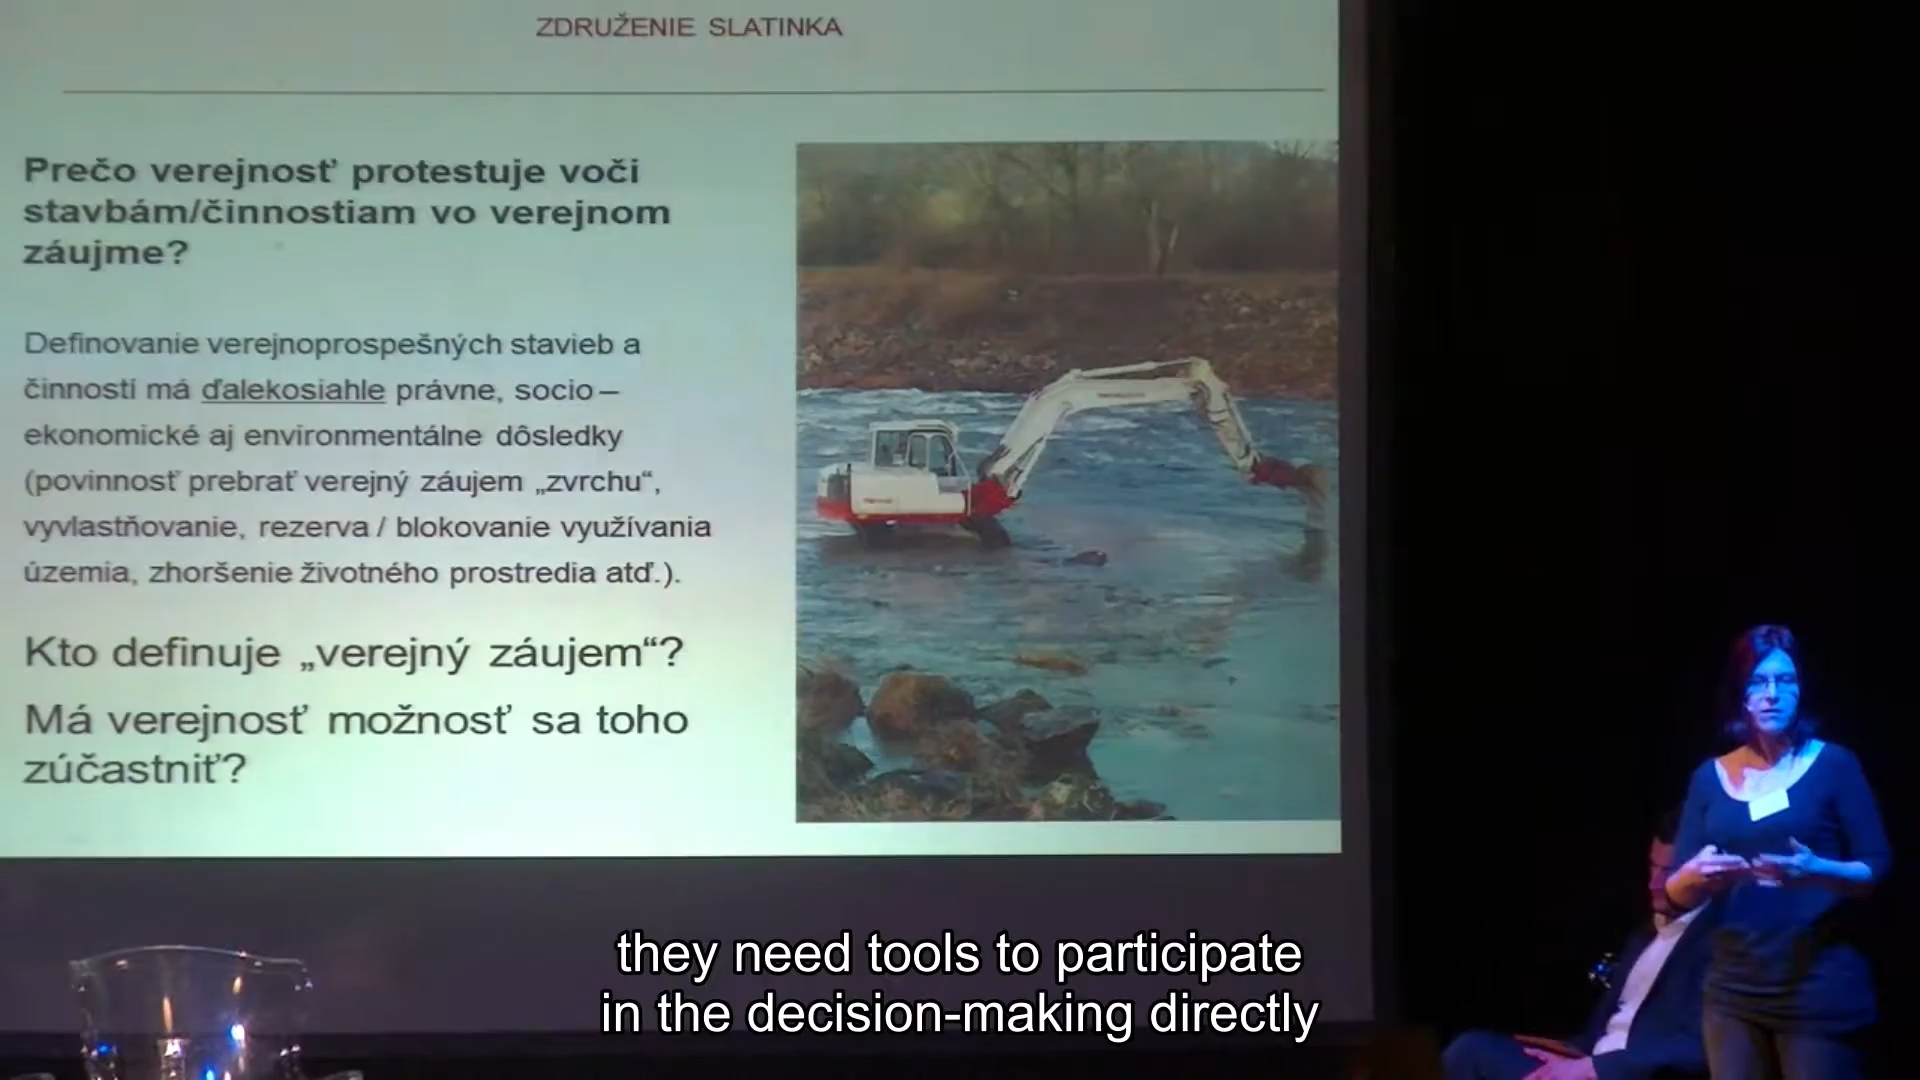 ZDRUŽENIE SLATINKA
Prečo verejnosť protestuje voči
stavbám/činnostiam vo verejnom
záujme?
Definovanie verejnoprospešných stavieb a
činností má ďalekosiahle právne, socio –
ekonomické aj environmentálne dôsledky
(povinnosť prebrať verejný záujem „zvrchu“,
vyvlastňovanie, rezerva / blokovanie využívania
územia, zhoršenie životného prostredia atď.).
Kto definuje „verejný záujem“?
Má verejnosť možnosť sa toho
zúčastniť?
they need tools to participate
in the decision-making directly